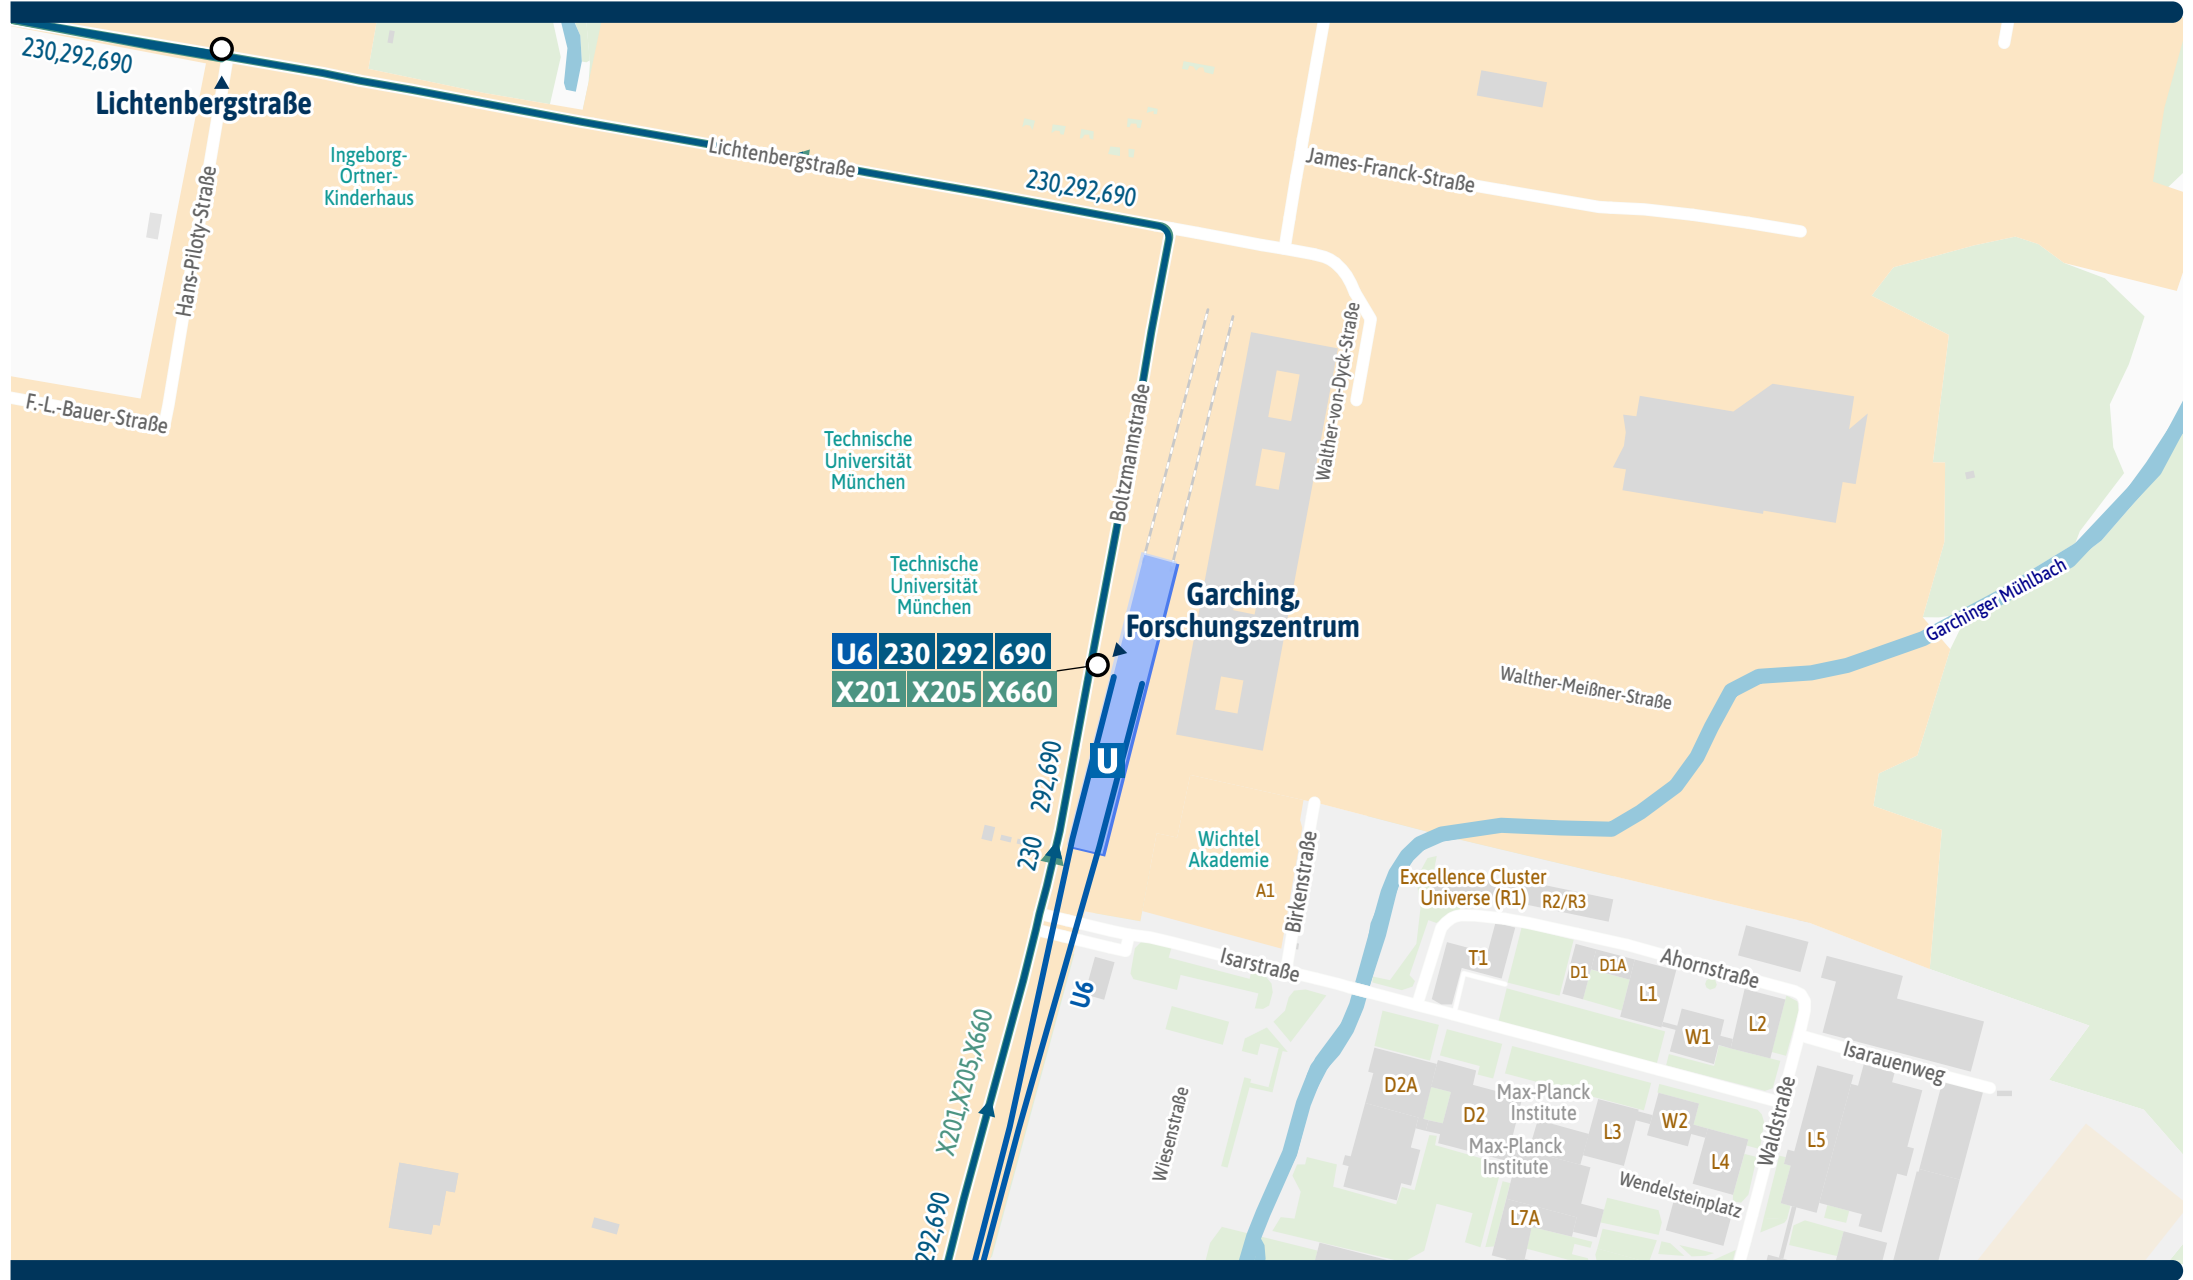 230,292,690
Lichtenbergstraße
Ingeborg-
Ortner-
Kinderhaus
Hans-Piloty-Straße
F.-L.-Bauer-Straße
Lichtenbergstraße
230,292,690
James-Franck-Straße
Walther-von-Dyck-Straße
Boltzmannstraße
Technische
Universität
München
Technische
Universität
München
Garching,
Forschungszentrum
U6 230 292 690
X201 X205 X660
Garchinger Mühlbach
Walther-Meißner-Straße
292,690
U
230
Wichtel
Akademie
A1
Birkenstraße
Excellence Cluster
Universe (R1)
R2/R3
Isarstraße
T1
D1
D1A
Ahornstraße
L1
U6
W1
L2
X201,X205,X660
Isarauenweg
D2A
Max-Planck
Institute
D2
Wiesenstraße
L3
W2
Waldstraße
L5
Max-Planck
Institute
L4
Wendelsteinplatz
L7A
292,690